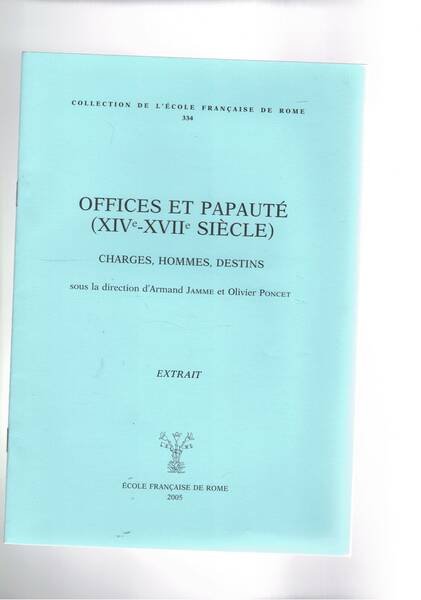 COLLECTION DE L'ÉCOLE FRANÇAISE DE ROME
334
OFFICES ET PAPAUTÉ
(XIVe-XVIIe SIÈCLE)
CHARGES, HOMMES, DESTINS
sous la direction d'Armand JAMME et Olivier PONCET
EXTRAIT
ÉCOLE FRANÇAISE DE ROME
2005